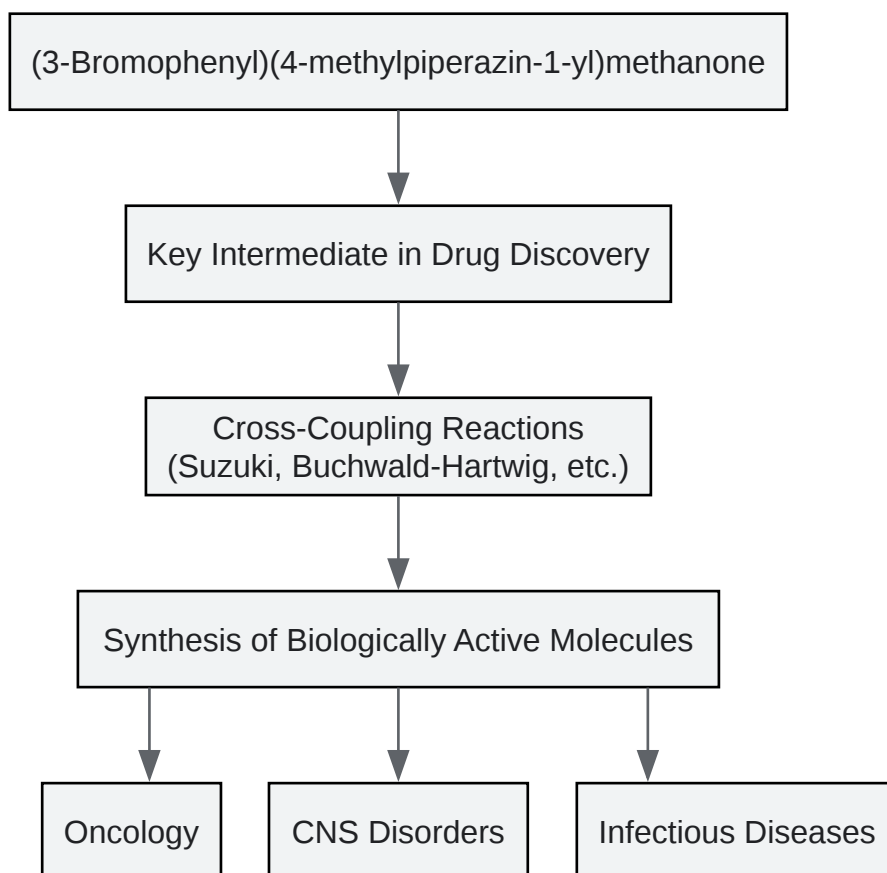 (3-Bromophenyl)(4-methylpiperazin-1-yl)methanone
Key Intermediate in Drug Discovery
Cross-Coupling Reactions
(Suzuki, Buchwald-Hartwig, etc.)
Synthesis of Biologically Active Molecules
Oncology
CNS Disorders
Infectious Diseases